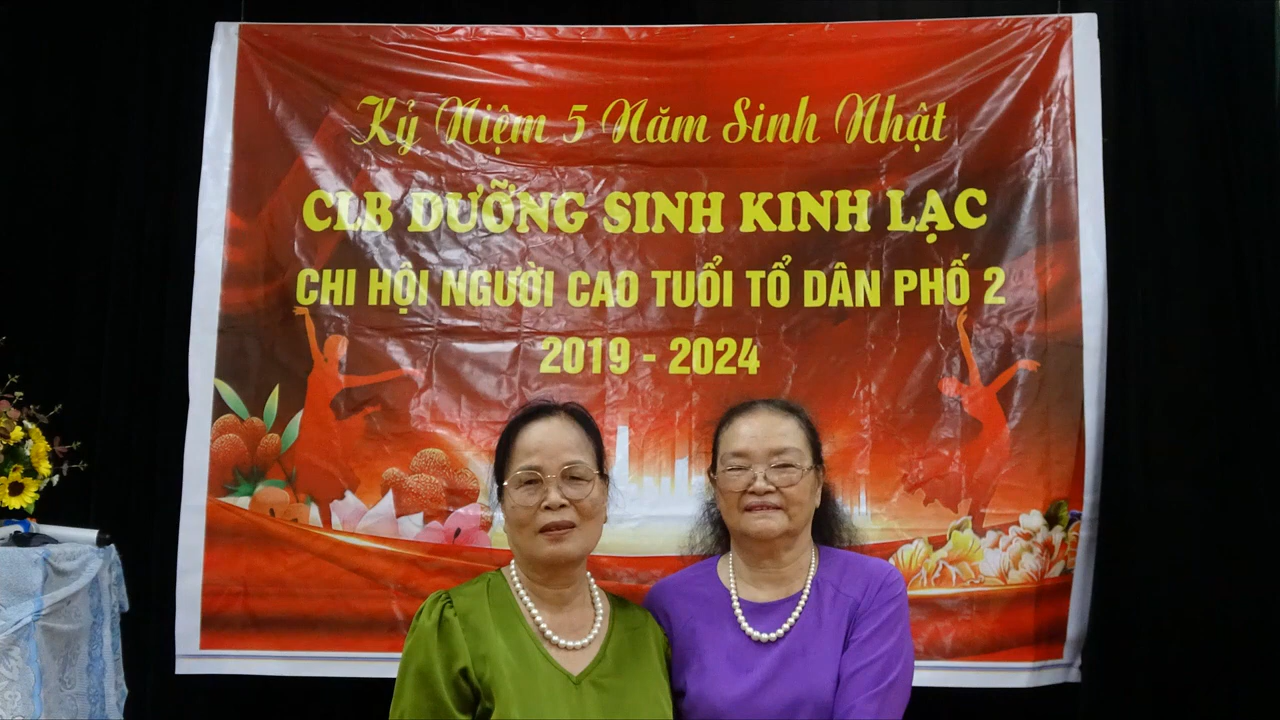 Kỷ Niệm 5 Năm Sinh Nhật
CLB DƯỠNG SINH KINH LẠC
CHI HỘI NGƯỜI CAO TUỔI TỔ DÂN PHỐ 2
2019 - 2024